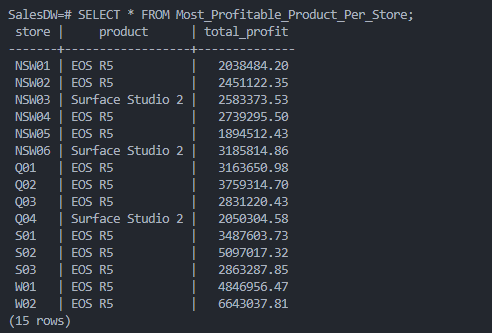 SalesDW=# SELECT * FROM Most_Profitable_Product_Per_Store;
 store |     product      | total_profit
-------+------------------+--------------
 NSW01 | EOS R5           |   2038484.20
 NSW02 | EOS R5           |   2451122.35
 NSW03 | Surface Studio 2 |   2583373.53
 NSW04 | EOS R5           |   2739295.50
 NSW05 | EOS R5           |   1894512.43
 NSW06 | Surface Studio 2 |   3185814.86
 Q01   | EOS R5           |   3163650.98
 Q02   | EOS R5           |   3759314.70
 Q03   | EOS R5           |   2831220.43
 Q04   | Surface Studio 2 |   2050304.58
 S01   | EOS R5           |   3487603.73
 S02   | EOS R5           |   5097017.32
 S03   | EOS R5           |   2863287.85
 W01   | EOS R5           |   4846956.47
 W02   | EOS R5           |   6643037.81
(15 rows)